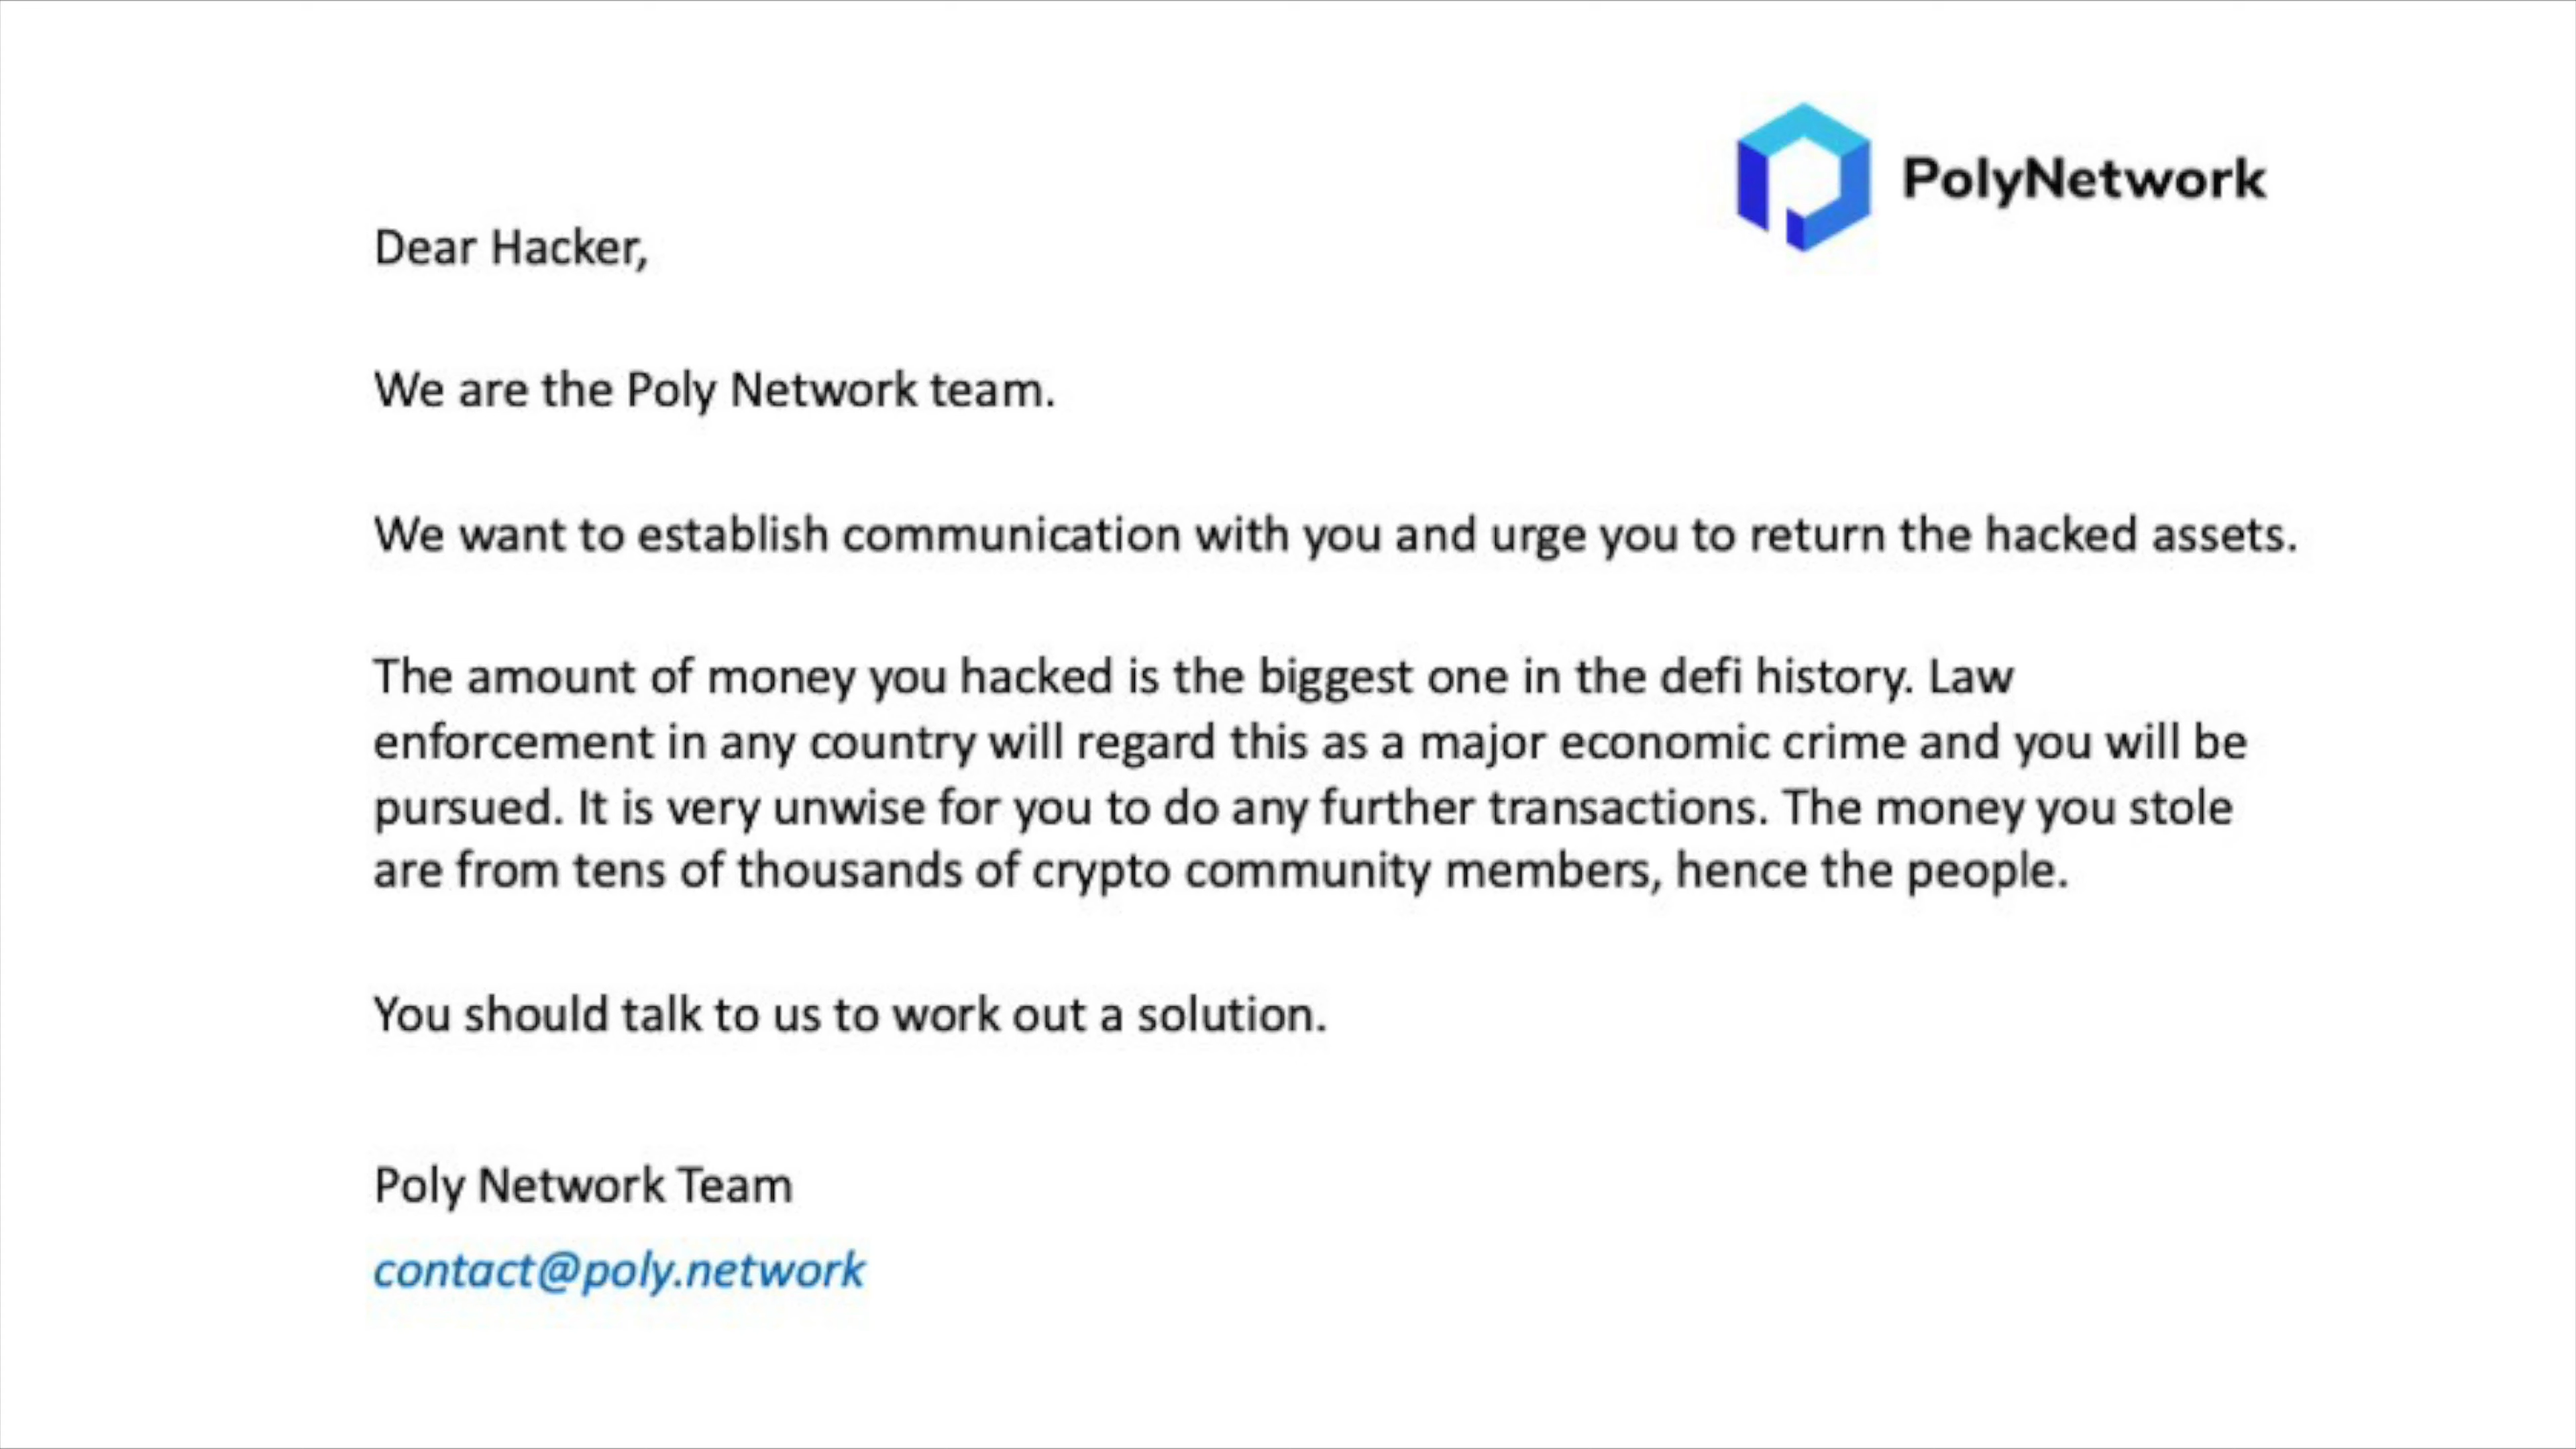 PolyNetwork
Dear Hacker,
We are the Poly Network team.
We want to establish communication with you and urge you to return the hacked assets.
The amount of money you hacked is the biggest one in the defi history. Law
enforcement in any country will regard this as a major economic crime and you will be
pursued. It is very unwise for you to do any further transactions. The money you stole
are from tens of thousands of crypto community members, hence the people.
You should talk to us to work out a solution.
Poly Network Team
contact@poly.network